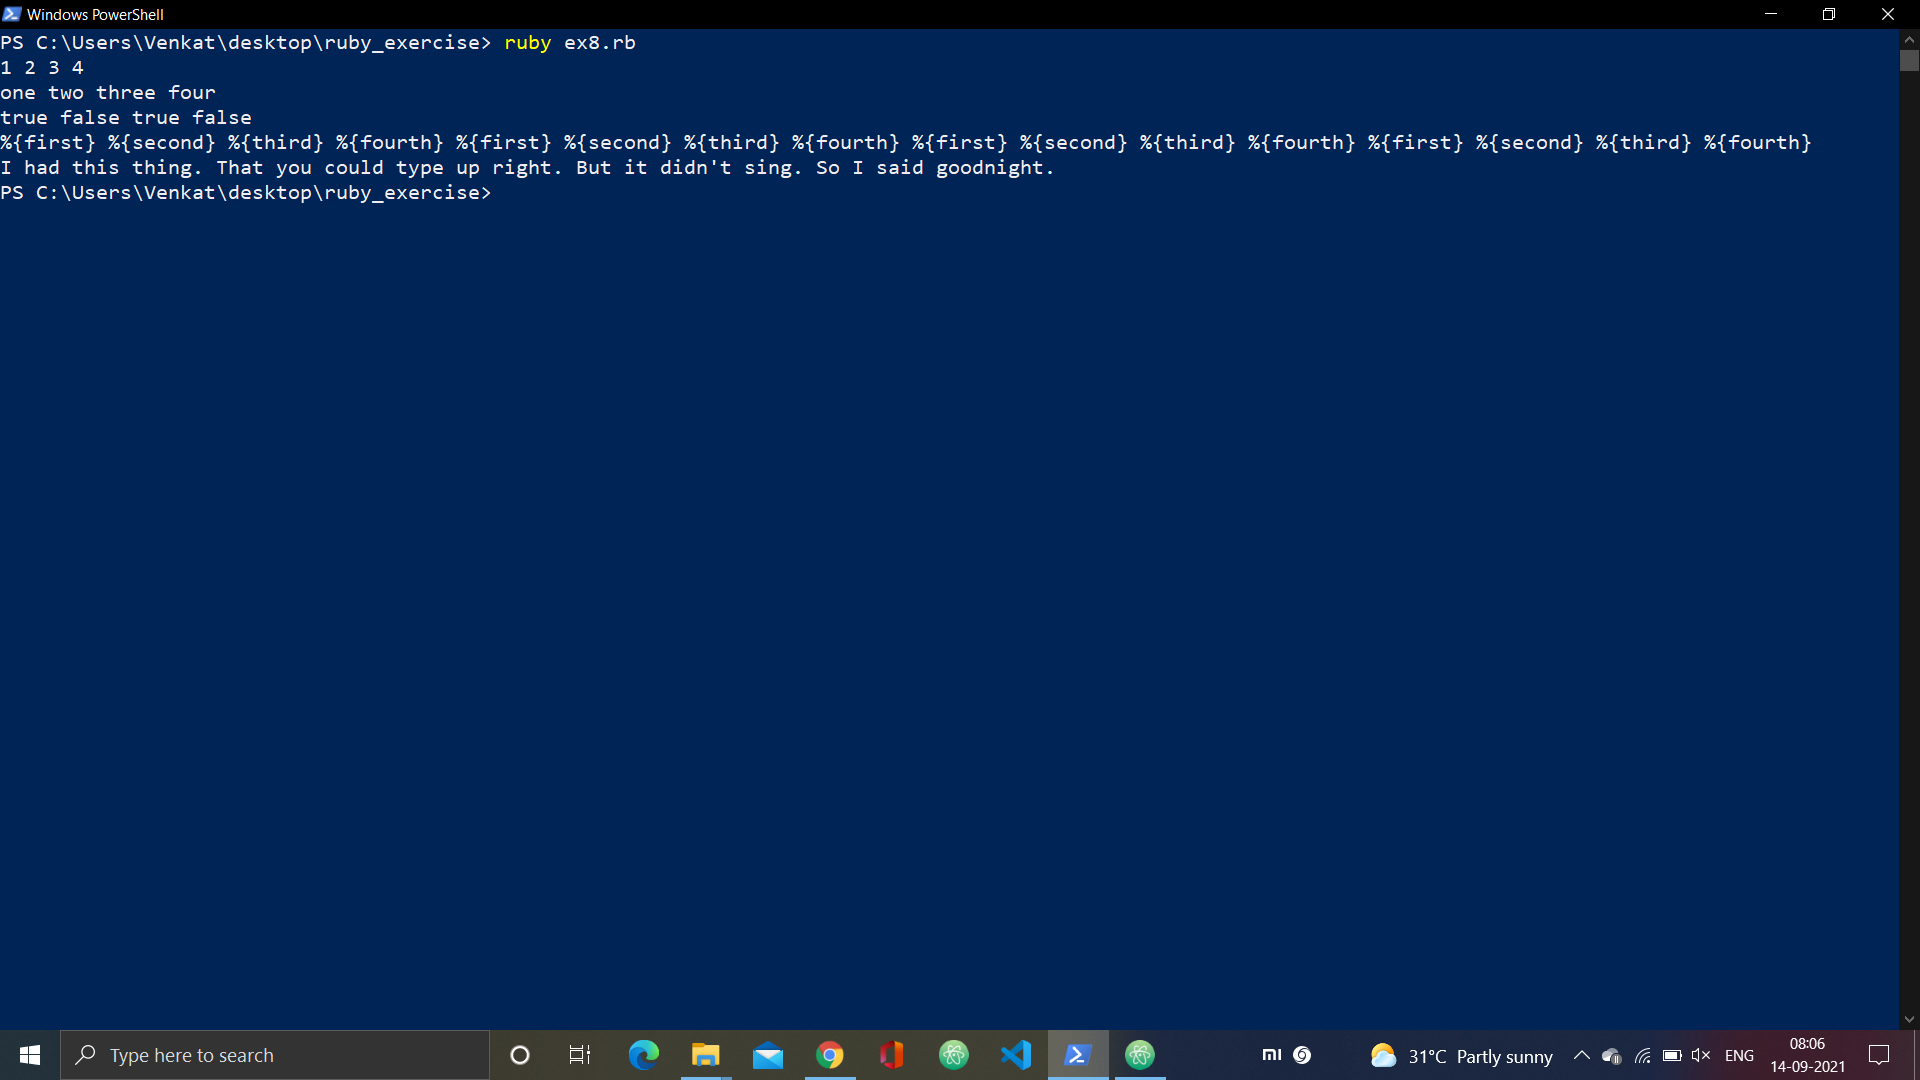 Windows PowerShell
PS C:\Users\Venkat\desktop\ruby_exercise> ruby ex8.rb
1 2 3 4
one two three four
true false true false
%{first} %{second} %{third} %{fourth} %{first} %{second} %{third} %{fourth} %{first} %{second} %{third} %{fourth} %{first} %{second} %{third} %{fourth}
I had this thing. That you could type up right. But it didn't sing. So I said goodnight.
PS C:\Users\Venkat\desktop\ruby_exercise>
Type here to search
mi
31°C Partly sunny
ENG
08:06
14-09-2021